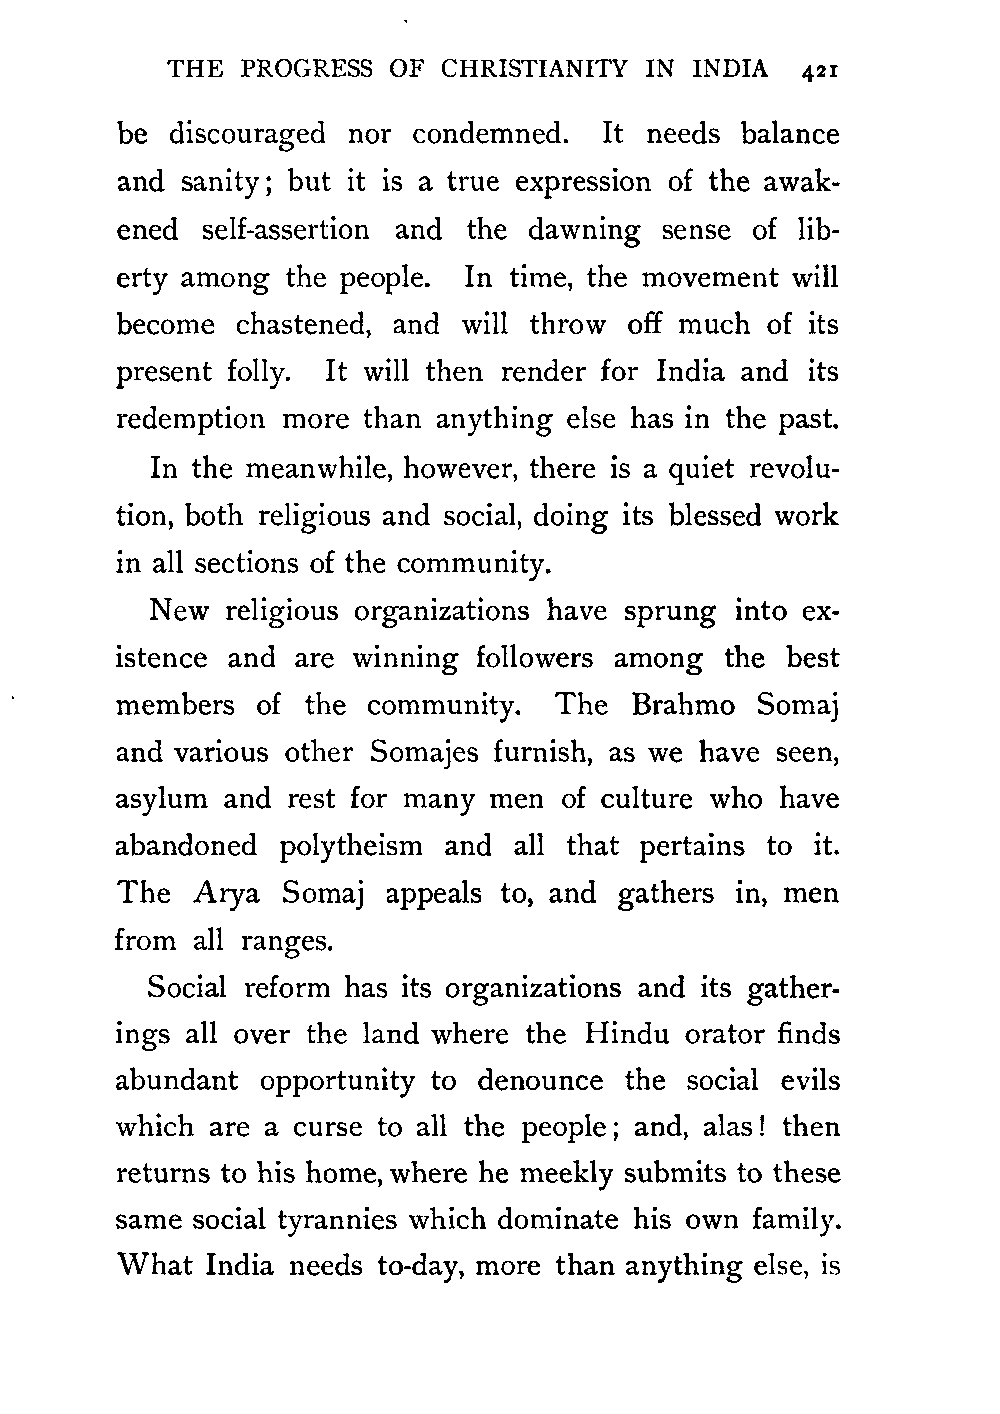 THE PROGRESS OF CHRISTIANITY IN INDIA 421
be discouraged nor condemned. It needs balance
and sanity; but it is a true expression of the awak-
ened self-assertion and the dawning sense of lib-
erty among the people. In time, the movement will
become chastened, and will throw off much of its
present folly. It will then render for India and its
redemption more than anything else has in the past.
In the meanwhile, however, there is a quiet revolu-
tion, both religious and social, doing its blessed work
in all sections of the community.
New religious organizations have sprung into ex-
istence and are winning followers among the best
members of the community. The Brahmo Somaj
and various other Somajes furnish, as we have seen,
asylum and rest for many men of culture who have
abandoned polytheism and all that pertains to it.
The Arya Somaj appeals to, and gathers in, men
from all ranges.
Social reform has its organizations and its gather-
ings all over the land where the Hindu orator finds
abundant opportunity to denounce the social evils
which are a curse to all the people; and, alas! then
returns to his home, where he meekly submits to these
same social tyrannies which dominate his own family.
What India needs to-day, more than anything else, is